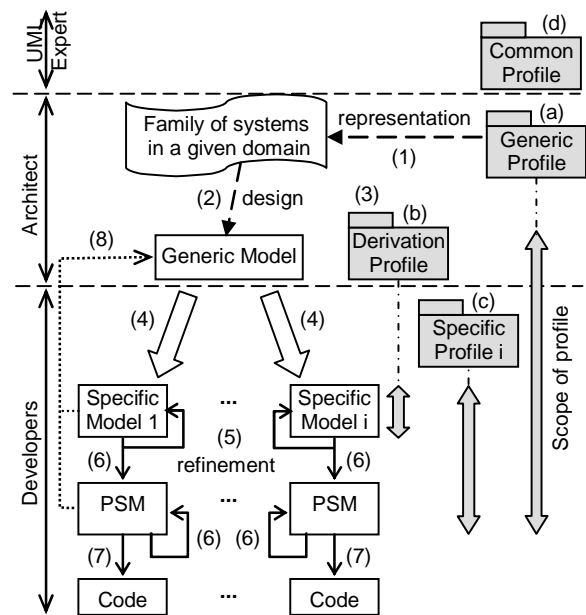 UML
Expert
(d)
Common
Profile
Architect
Family of systems
in a given domain
representation
(1)
(a)
Generic
Profile
(2)
design
(3)
(b)
Derivation
Profile
(8)
Generic Model
Scope of profile
Developers
(4)
(4)
(c)
Specific
Profile i
Specific
Model 1
...
Specific
Model i
(5)
refinement
(6)
(6)
PSM
...
PSM
(6)
(6)
(7)
(7)
Code
...
Code